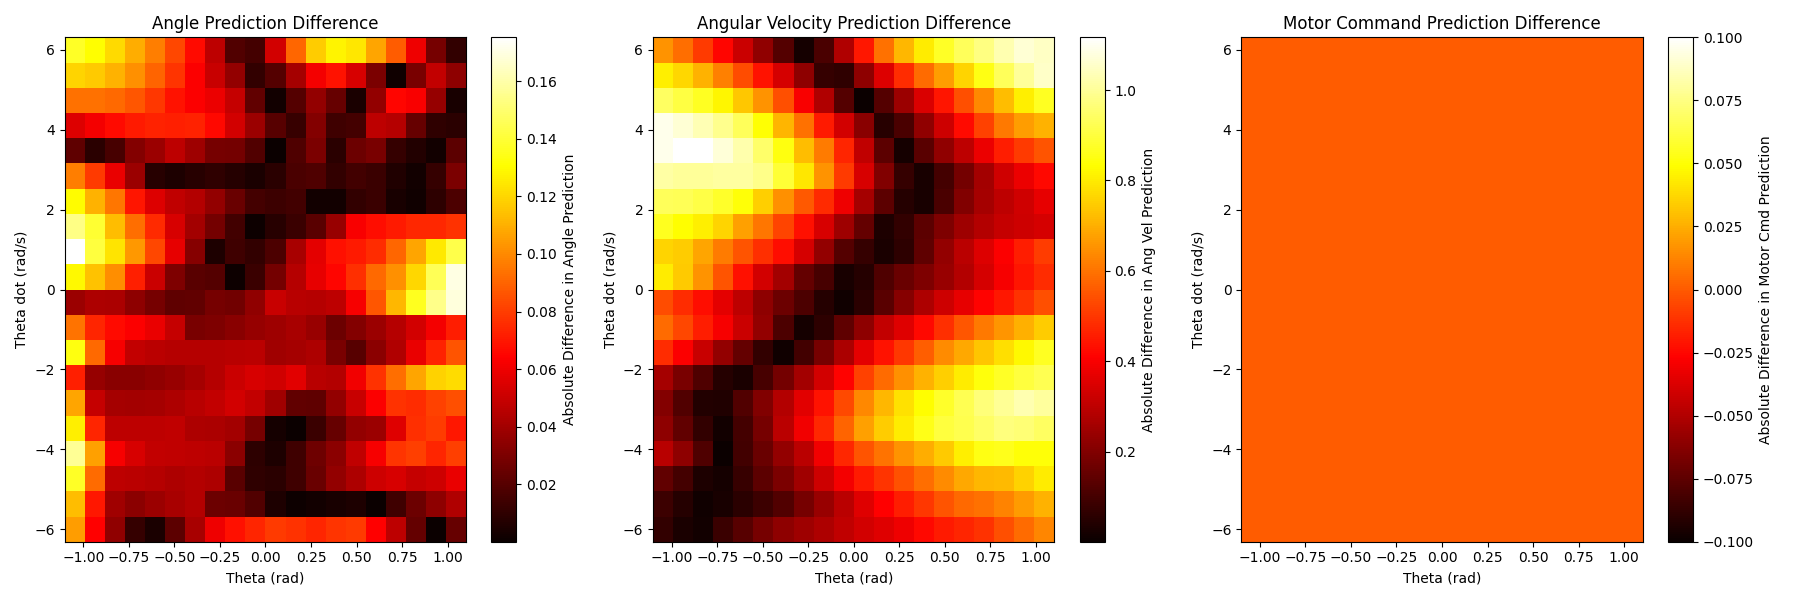 Angle Prediction Difference
6
4
2
0
−2
−4
−6
Theta dot (rad/s)
−1.00 −0.75 −0.50 −0.25 0.00 0.25 0.50 0.75 1.00
Theta (rad)
0.16
0.14
0.12
0.10
0.08
0.06
0.04
0.02
Absolute Difference in Angle Prediction
Angular Velocity Prediction Difference
6
4
2
0
−2
−4
−6
Theta dot (rad/s)
−1.00 −0.75 −0.50 −0.25 0.00 0.25 0.50 0.75 1.00
Theta (rad)
1.0
0.8
0.6
0.4
0.2
Absolute Difference in Ang Vel Prediction
Motor Command Prediction Difference
6
4
2
0
−2
−4
−6
Theta dot (rad/s)
−1.00 −0.75 −0.50 −0.25 0.00 0.25 0.50 0.75 1.00
Theta (rad)
0.100
0.075
0.050
0.025
0.000
−0.025
−0.050
−0.075
−0.100
Absolute Difference in Motor Cmd Prediction